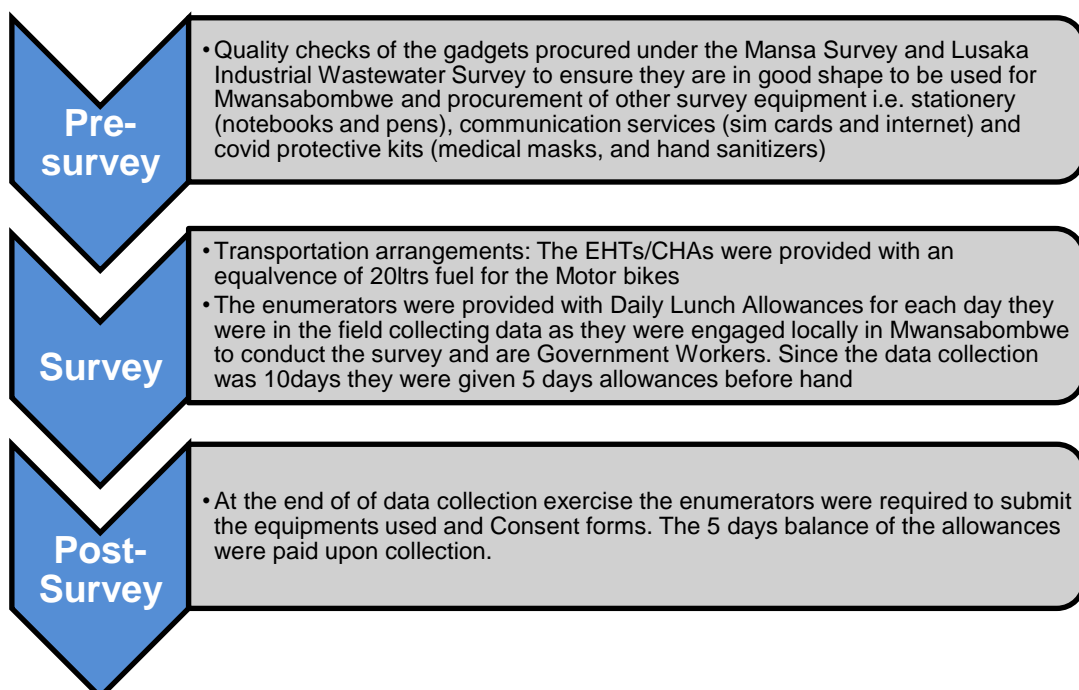 Pre-
survey
• Quality checks of the gadgets procured under the Mansa Survey and Lusaka
Industrial Wastewater Survey to ensure they are in good shape to be used for
Mwansabombwe and procurement of other survey equipment i.e. stationery
(notebooks and pens), communication services (sim cards and internet) and
covid protective kits (medical masks, and hand sanitizers)
Survey
• Transportation arrangements: The EHTs/CHAs were provided with an
equalvence of 20ltrs fuel for the Motor bikes
• The enumerators were provided with Daily Lunch Allowances for each day they
were in the field collecting data as they were engaged locally in Mwansabombwe
to conduct the survey and are Government Workers. Since the data collection
was 10days they were given 5 days allowances before hand
Post-
Survey
• At the end of of data collection exercise the enumerators were required to submit
the equipments used and Consent forms. The 5 days balance of the allowances
were paid upon collection.